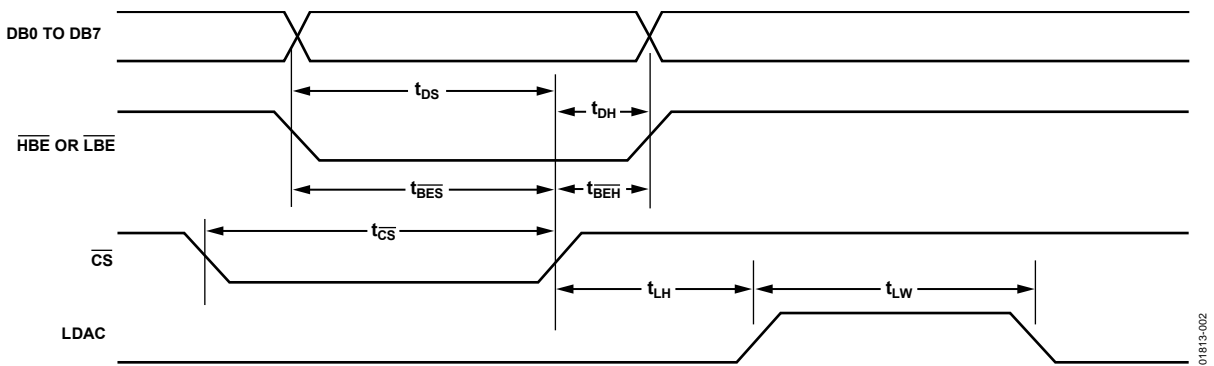 DB0 TO DB7
tDS
tDH
HBE OR LBE
tBES
tBEH
tCS
CS
tLH
tLW
LDAC
01813-002